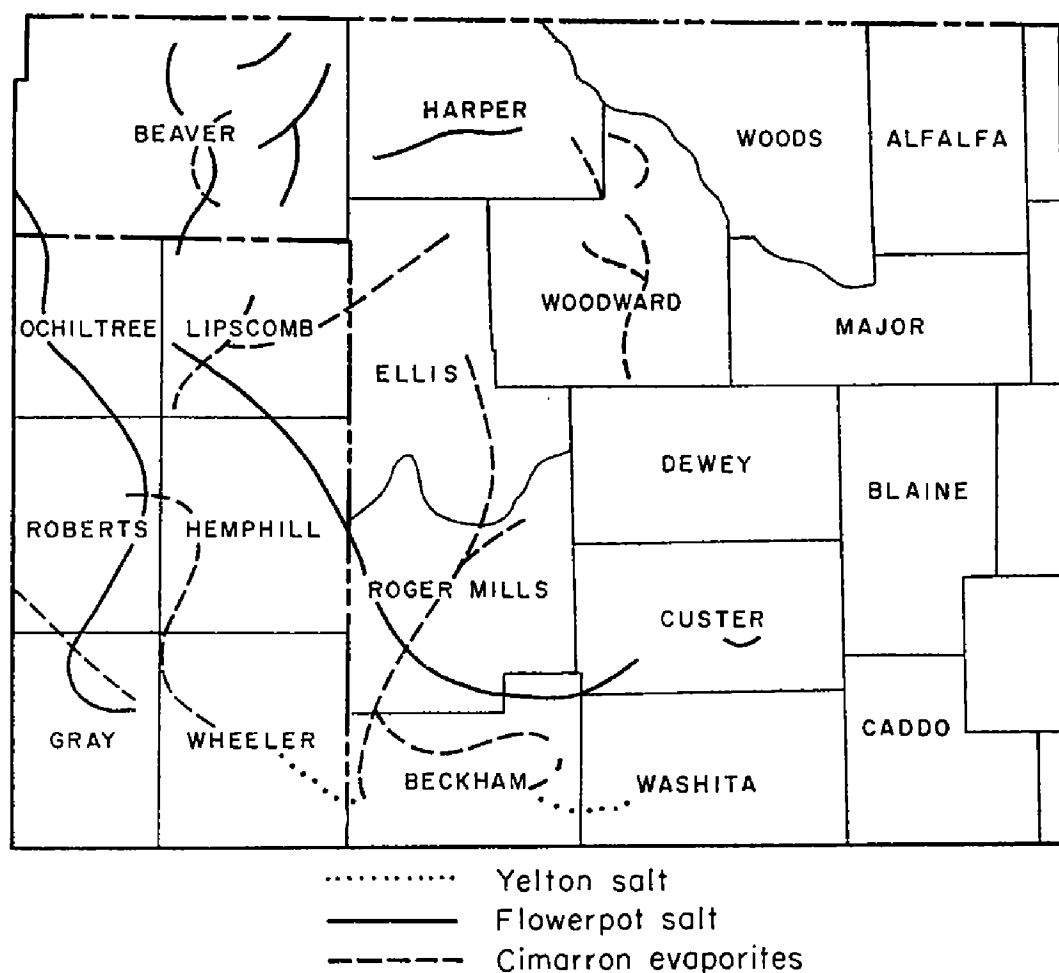 HARPER
BEAVER
WOODS
ALFALFA
OCHILTREE
LIPSCOMB
WOODWARD
MAJOR
ELLIS
DEWEY
BLAINE
ROBERTS
HEMPHILL
ROGER MILLS
CUSTER
GRAY
WHEELER
CADDO
BECKHAM
WASHITA
Yelton salt
Flowerpot salt
Cimarron evaporites